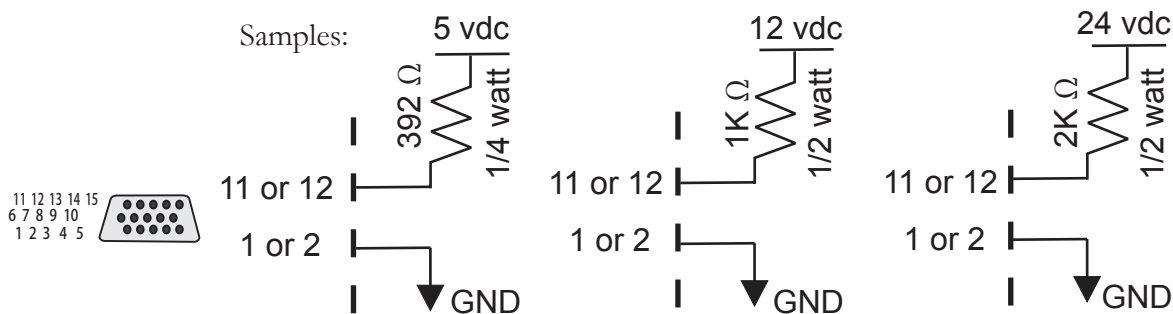 Samples:
5 vdc
392 Ω
1/4 watt
11 or 12
1 or 2
GND
12 vdc
1K Ω
1/2 watt
11 or 12
1 or 2
GND
24 vdc
2K Ω
1/2 watt
11 or 12
1 or 2
GND
11 12 13 14 15
6 7 8 9 10
1 2 3 4 5